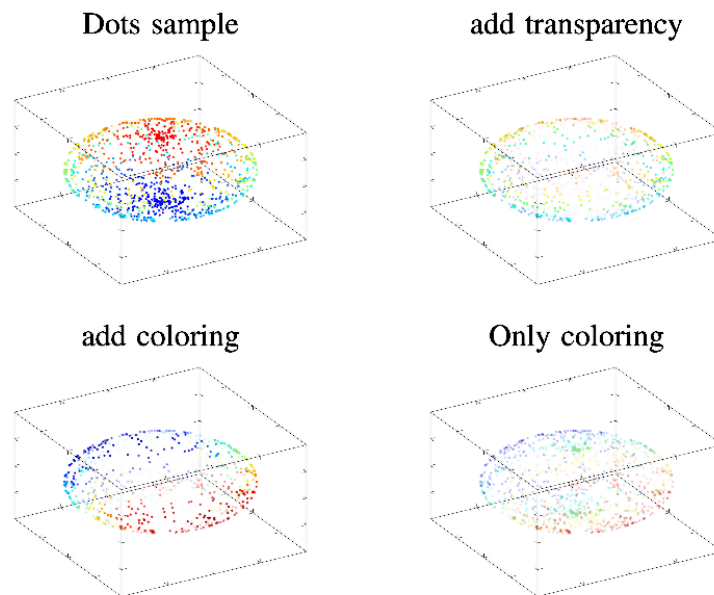 Dots sample
add transparency
add coloring
Only coloring